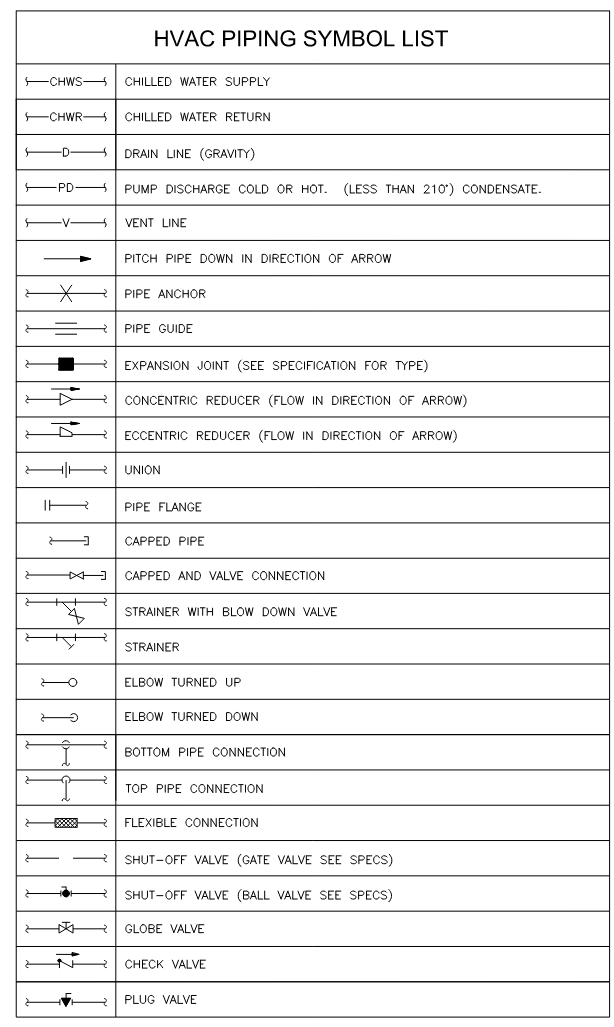 HVAC PIPING SYMBOL LIST
CHWS CHILLED WATER SUPPLY
CHWR CHILLED WATER RETURN
D DRAIN LINE (GRAVITY)
PD PUMP DISCHARGE COLD OR HOT. (LESS THAN 210°) CONDENSATE.
V VENT LINE
PITCH PIPE DOWN IN DIRECTION OF ARROW
PIPE ANCHOR
PIPE GUIDE
EXPANSION JOINT (SEE SPECIFICATION FOR TYPE)
CONCENTRIC REDUCER (FLOW IN DIRECTION OF ARROW)
ECCENTRIC REDUCER (FLOW IN DIRECTION OF ARROW)
UNION
PIPE FLANGE
CAPPED PIPE
CAPPED AND VALVE CONNECTION
STRAINER WITH BLOW DOWN VALVE
STRAINER
ELBOW TURNED UP
ELBOW TURNED DOWN
BOTTOM PIPE CONNECTION
TOP PIPE CONNECTION
FLEXIBLE CONNECTION
SHUT-OFF VALVE (GATE VALVE SEE SPECS)
SHUT-OFF VALVE (BALL VALVE SEE SPECS)
GLOBE VALVE
CHECK VALVE
PLUG VALVE